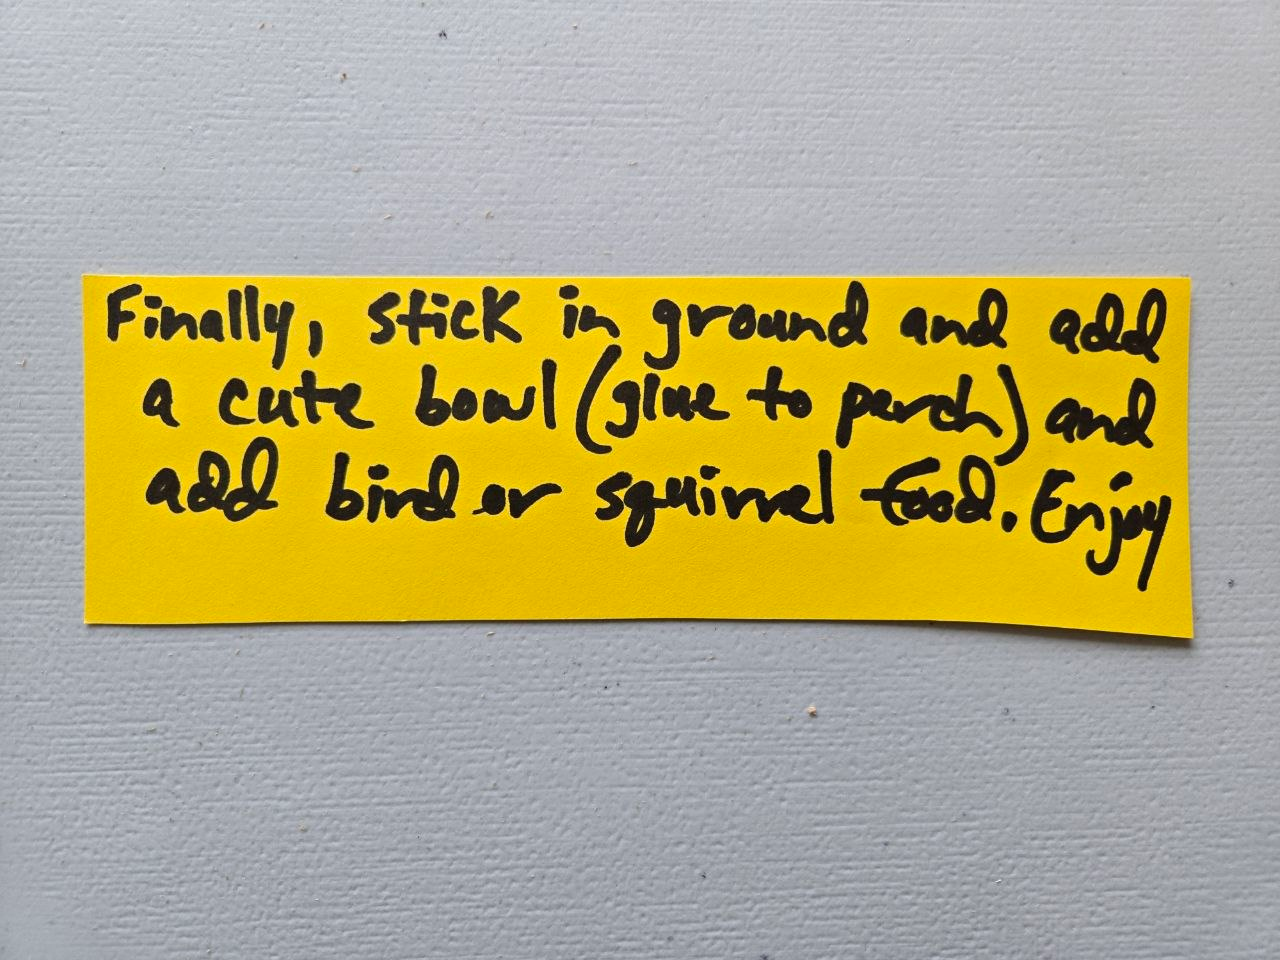 Finally, stick in ground and add
a cute bowl (glue to perch) and
add bird or squirrel food. Enjoy